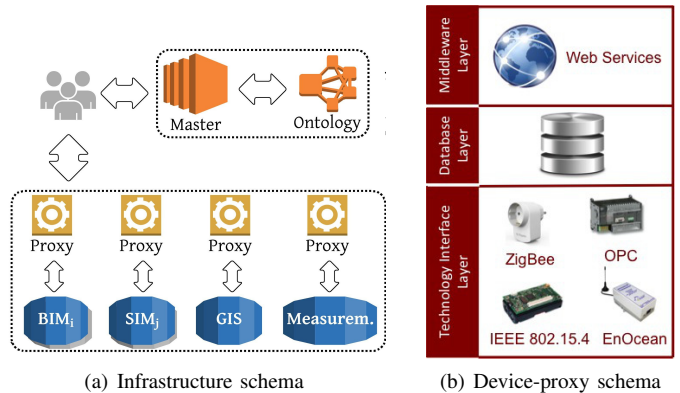 Master
Ontology
Proxy
Proxy
Proxy
Proxy
BIMi
SIMj
GIS
Measurem.
(a) Infrastructure schema
Middleware
Layer
Web Services
Database
Layer
Technology Interface
Layer
ZigBee
OPC
IEEE 802.15.4
EnOcean
(b) Device-proxy schema